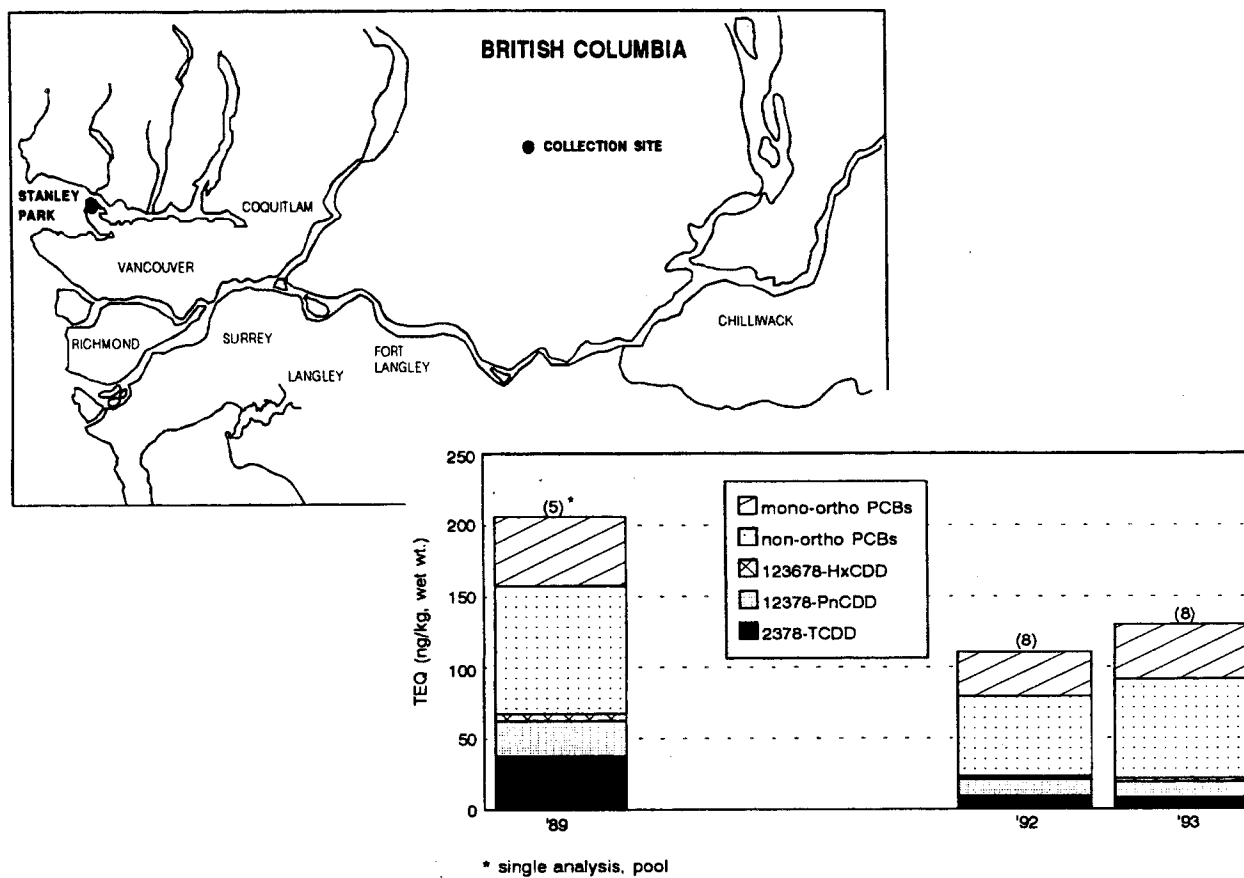 BRITISH COLUMBIA
COLLECTION SITE
STANLEY
PARK
COQUITLAM
VANCOUVER
RICHMOND
SURREY
FORT
LANGLEY
LANGLEY
CHILLIWACK
250
200
150
100
50
0
TEQ (ng/kg, wet wt.)
(5)*
(8)
(8)
mono-ortho PCBs
non-ortho PCBs
123678-HxCDD
12378-PnCDD
2378-TCDD
'89
'92
'93
* single analysis, pool